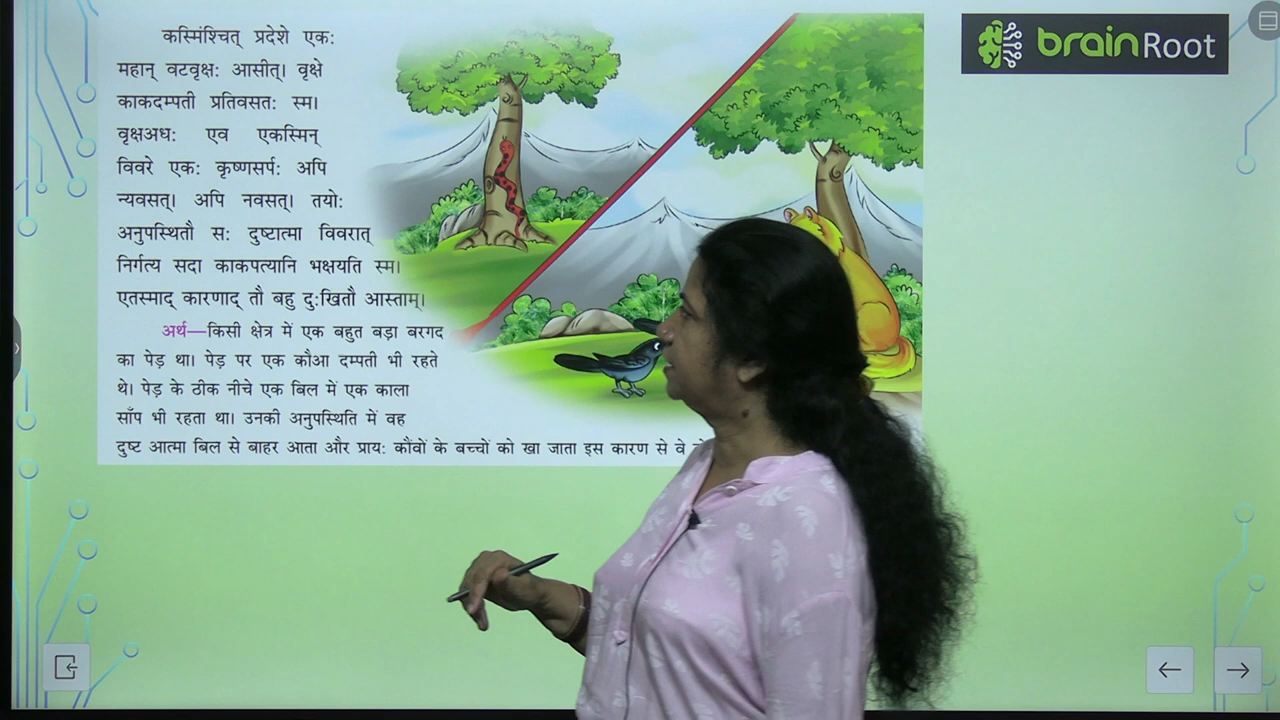 कस्मिंश्चित् प्रदेशे एकः
महान् वटवृक्षः आसीत्। वृक्षे
काकदम्पती प्रतिवसतः स्म।
वृक्षअधः एव एकस्मिन्
विवरे एकः कृष्णसर्पः अपि
न्यवसत्। अपि नवसत्। तयोः
अनुपस्थितौ सः दुष्टात्मा विवरात्
निर्गत्य सदा काकपत्यानि भक्षयति स्म।
एतस्माद् कारणाद् तौ बहु दुःखितौ आस्ताम्।
अर्थ—किसी क्षेत्र में एक बहुत बड़ा बरगद
का पेड़ था। पेड़ पर एक कौआ दम्पती भी रहते
थे। पेड़ के ठीक नीचे एक बिल में एक काला
साँप भी रहता था। उनकी अनुपस्थिति में वह
दुष्ट आत्मा बिल से बाहर आता और प्रायः कौंवों के बच्चों को खा जाता इस कारण से वे
brainRoot